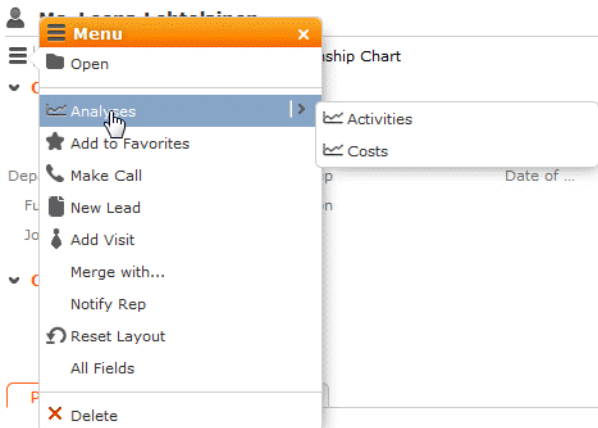 Menu
Open
ship Chart
Analyses
Activities
Add to Favorites
Costs
Make Call
Date of ...
New Lead
Add Visit
Merge with...
Notify Rep
Reset Layout
All Fields
Delete